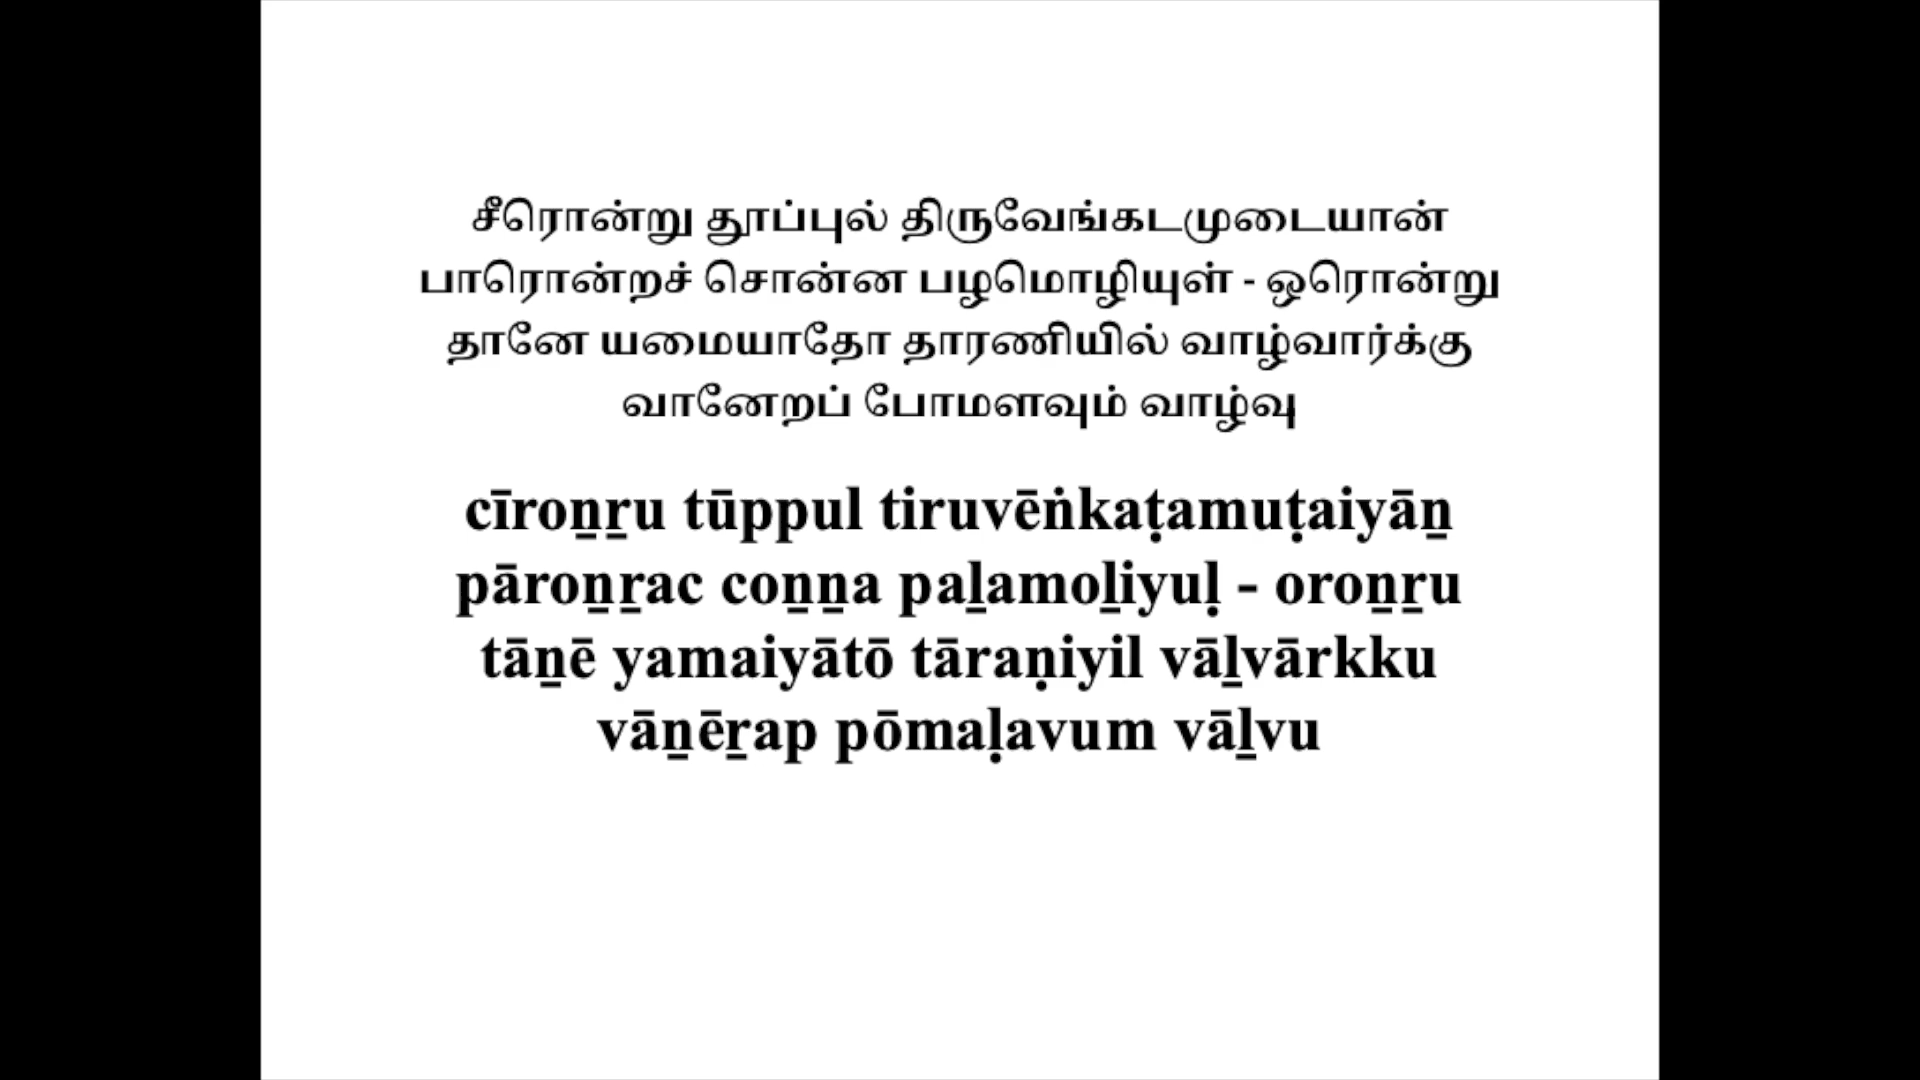 சீரொன்று தூப்புல் திருவேங்கடமுடையான்
பாரொன்றச் சொன்ன பழமொழியுள் - ஒரொன்று
தானே யமையாதோ தாரணியில் வாழ்வார்க்கு
வானேறப் போமளவும் வாழ்வு
cīroṉṟu tūppul tiruvēṅkaṭamuṭaiyāṉ
pāroṉṟac coṉṉa paḻamoḻiyuḷ - oroṉṟu
tāṉē yamaiyātō tāraṇiyil vāḻvārkku
vāṉēṟap pōmaḷavum vāḻvu